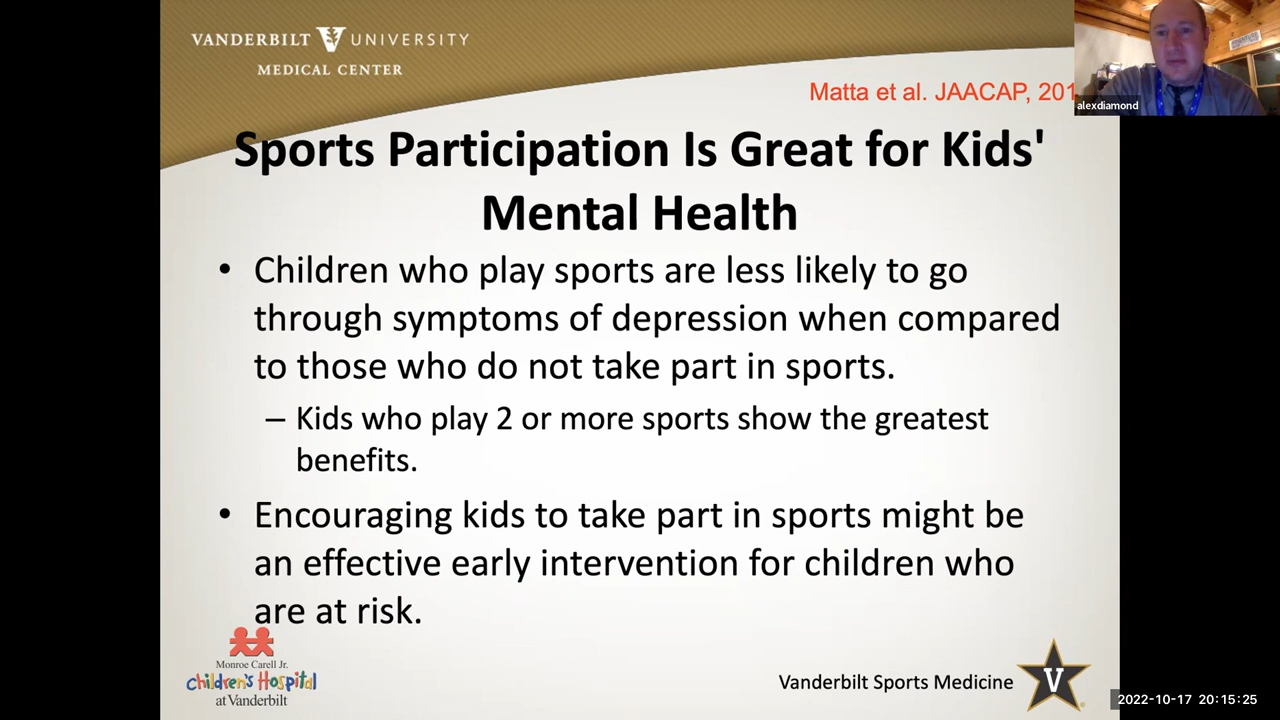 VANDERBILT UNIVERSITY
MEDICAL CENTER
Matta et al. JAACAP, 201
alexdiamond
Sports Participation Is Great for Kids'
Mental Health
• Children who play sports are less likely to go
through symptoms of depression when compared
to those who do not take part in sports.
– Kids who play 2 or more sports show the greatest
benefits.
• Encouraging kids to take part in sports might be
an effective early intervention for children who
are at risk.
Monroe Carell Jr.
Children's Hospital
at Vanderbilt
Vanderbilt Sports Medicine
V
2022-10-17 20:15:25